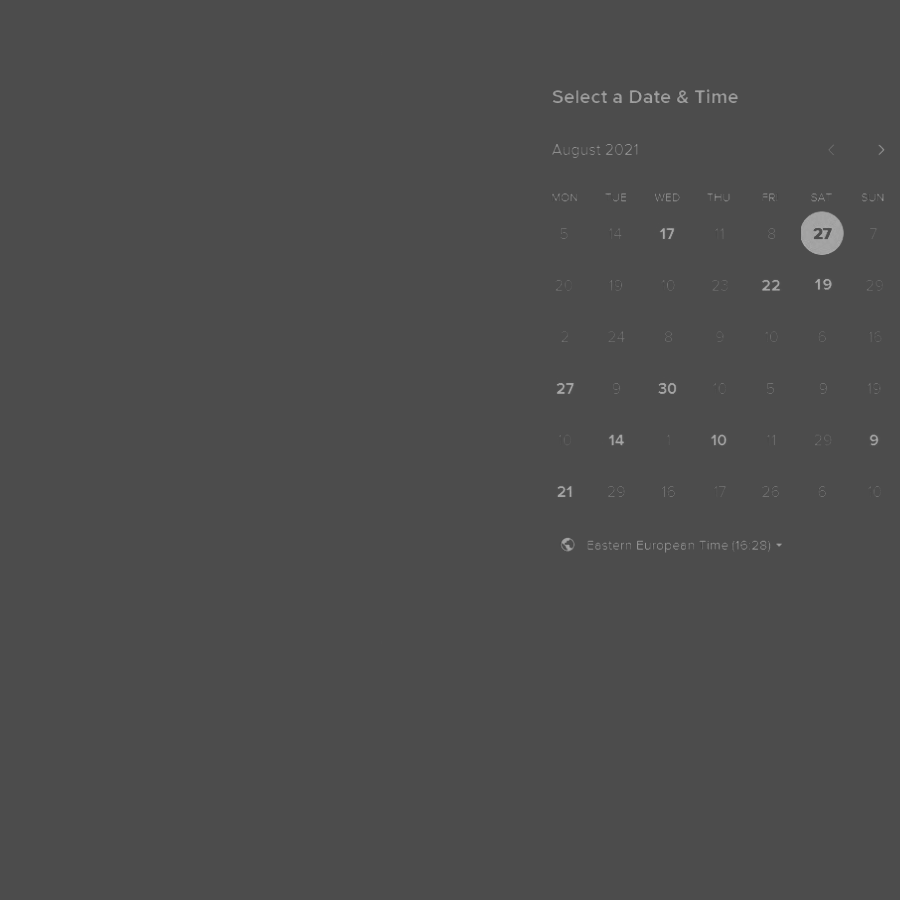 Select a Date & Time
August 2021
MON TUE WED THU FRI SAT SUN
5 14 17 11 8 27 7
20 19 10 23 22 19 29
2 24 8 9 10 6 16
27 9 30 10 5 9 19
10 14 1 10 11 29 9
21 29 16 17 26 6 10
Eastern European Time (16:28)